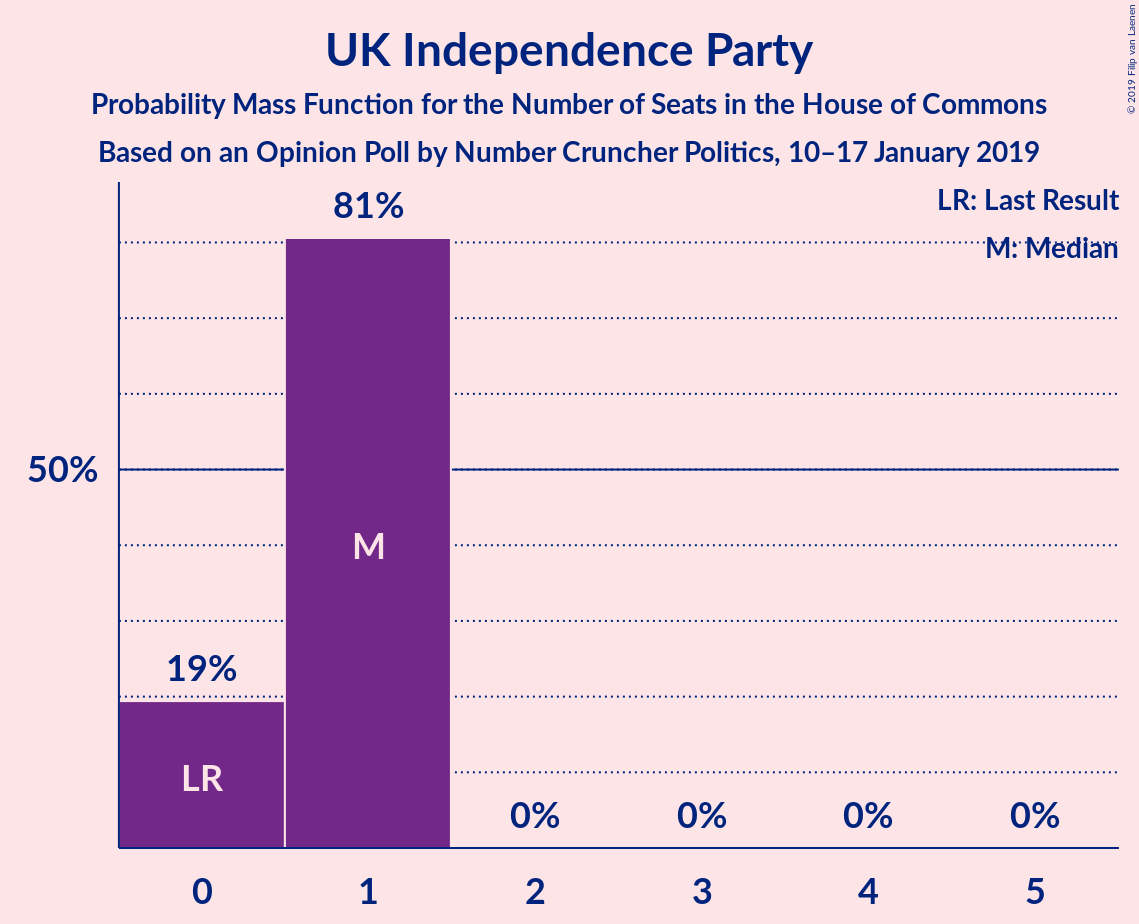 UK Independence Party
Probability Mass Function for the Number of Seats in the House of Commons
Based on an Opinion Poll by Number Cruncher Politics, 10–17 January 2019
© 2019 Filip van Laenen
LR: Last Result
M: Median
81%
50%
M
19%
LR
0% 0% 0% 0%
0 1 2 3 4 5